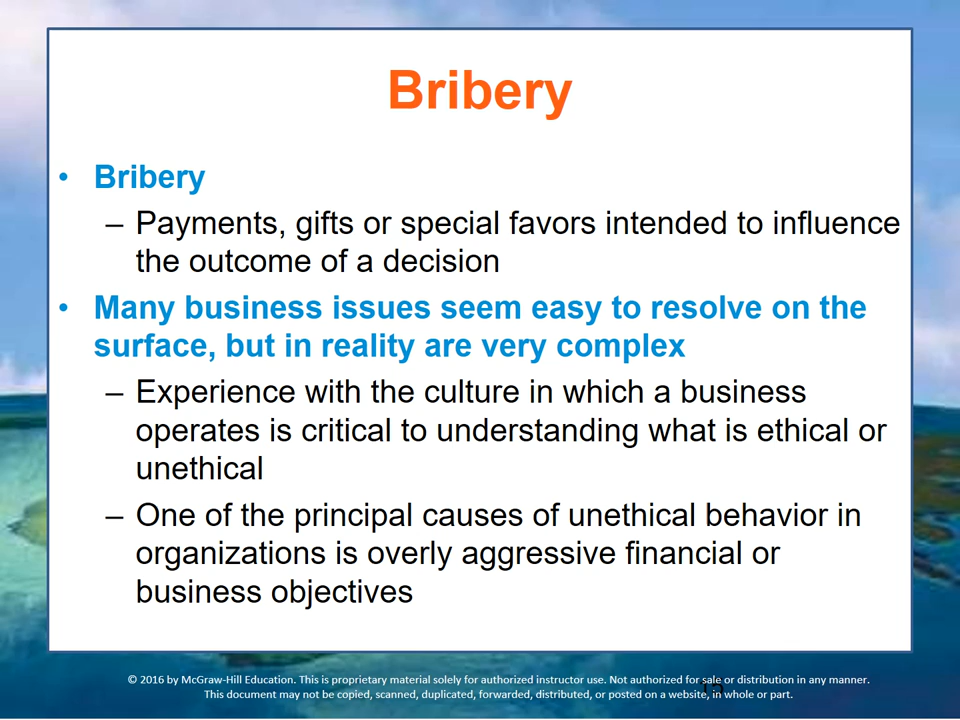 Bribery
• Bribery
– Payments, gifts or special favors intended to influence
the outcome of a decision
• Many business issues seem easy to resolve on the
surface, but in reality are very complex
– Experience with the culture in which a business
operates is critical to understanding what is ethical or
unethical
– One of the principal causes of unethical behavior in
organizations is overly aggressive financial or
business objectives
© 2016 by McGraw-Hill Education. This is proprietary material solely for authorized instructor use. Not authorized for sale or distribution in any manner.
This document may not be copied, scanned, duplicated, forwarded, distributed, or posted on a website, in whole or part.